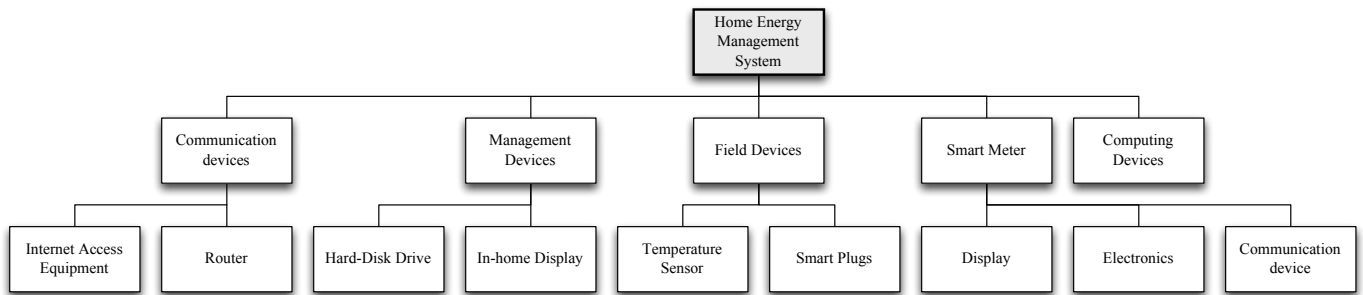 Home Energy
Management
System
Communication
devices
Management
Devices
Field Devices
Smart Meter
Computing
Devices
Internet Access
Equipment
Router
Hard-Disk Drive
In-home Display
Temperature
Sensor
Smart Plugs
Display
Electronics
Communication
device